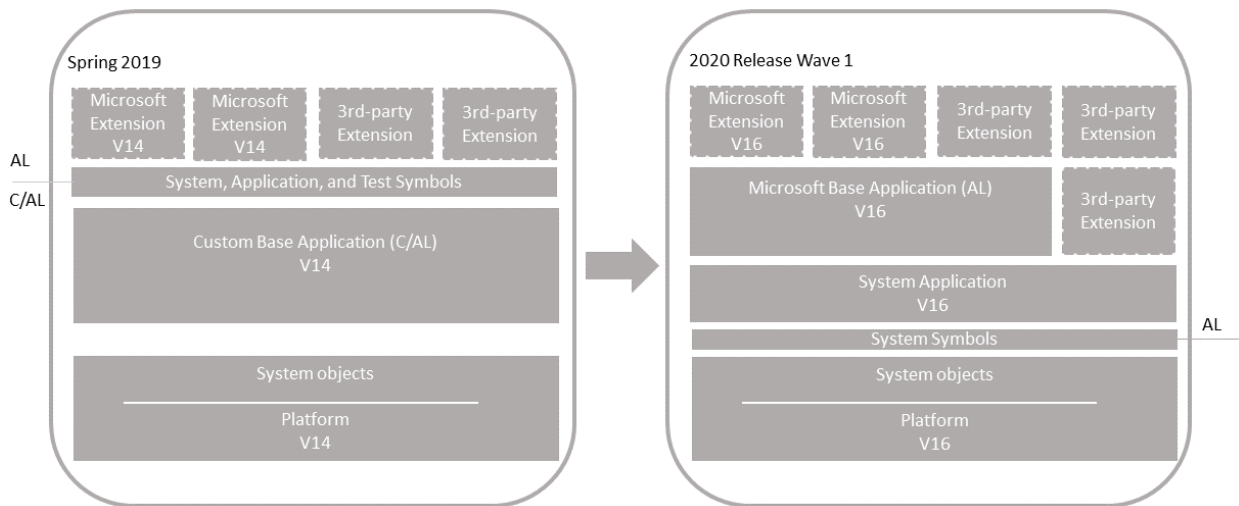 Spring 2019
Microsoft
Extension
V14
Microsoft
Extension
V14
3rd-party
Extension
3rd-party
Extension
AL
C/AL
System, Application, and Test Symbols
Custom Base Application (C/AL)
V14
System objects
Platform
V14
2020 Release Wave 1
Microsoft
Extension
V16
Microsoft
Extension
V16
3rd-party
Extension
3rd-party
Extension
Microsoft Base Application (AL)
V16
3rd-party
Extension
System Application
V16
System Symbols
AL
System objects
Platform
V16